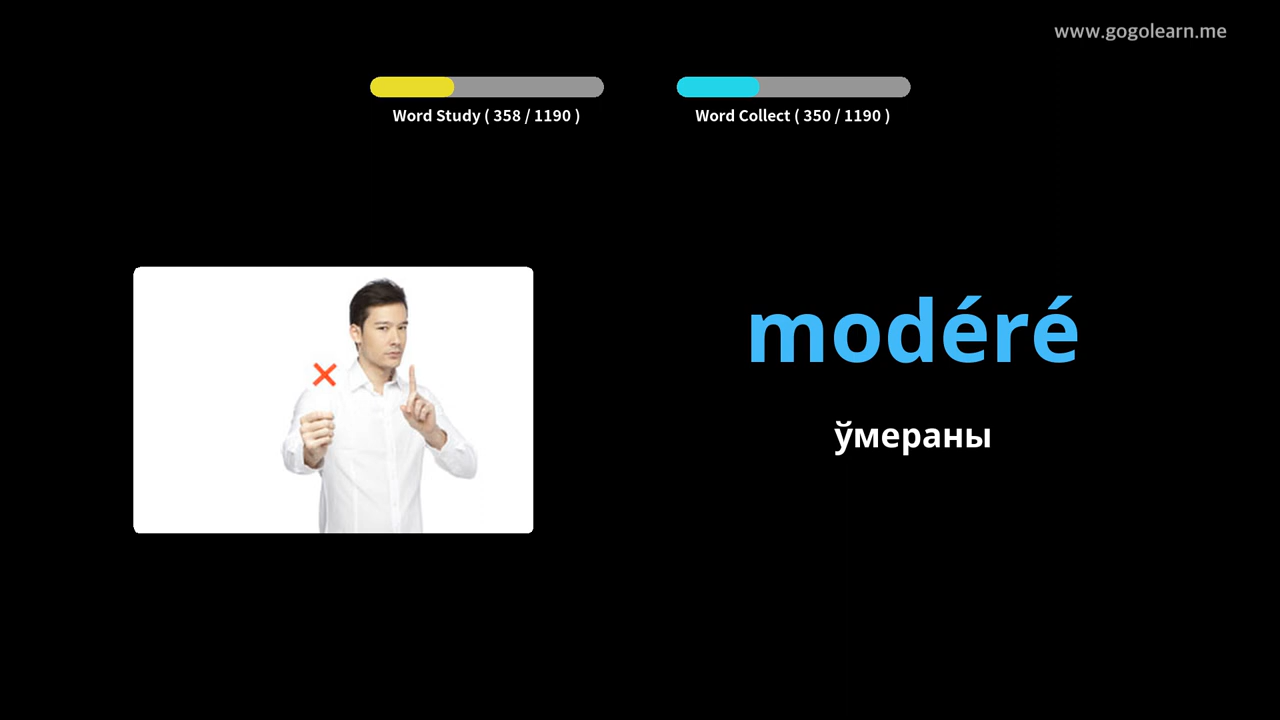 www.gogolearn.me
Word Study ( 358 / 1190 )
Word Collect ( 350 / 1190 )
modéré
ўмераны